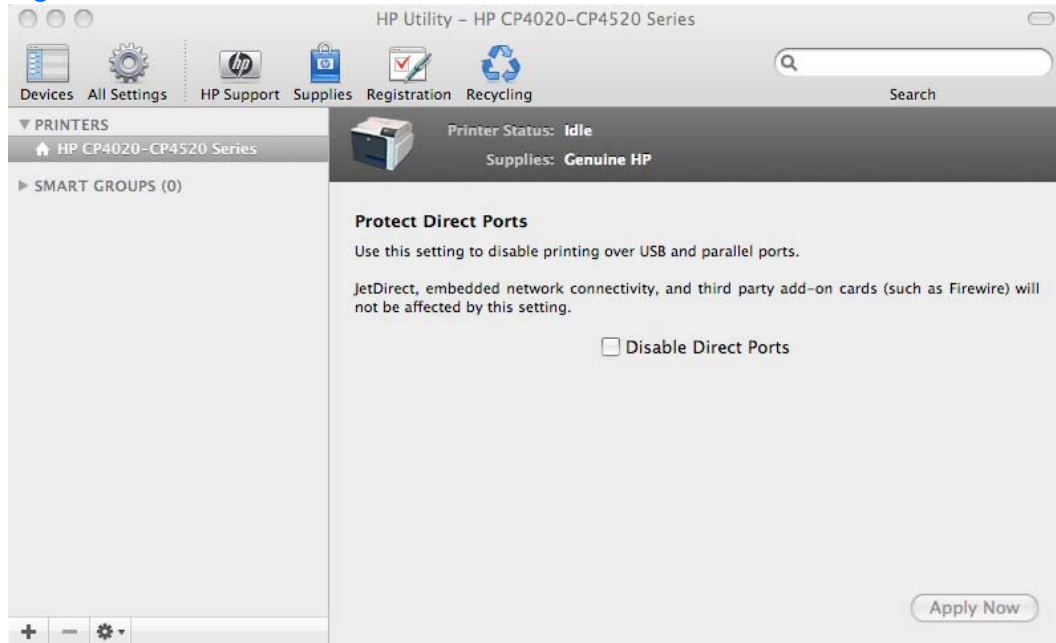 HP Utility – HP CP4020–CP4520 Series
Devices All Settings HP Support Supplies Registration Recycling Search
▼ PRINTERS
HP CP4020–CP4520 Series
▶ SMART GROUPS (0)
Printer Status: Idle
Supplies: Genuine HP
Protect Direct Ports
Use this setting to disable printing over USB and parallel ports.
JetDirect, embedded network connectivity, and third party add-on cards (such as Firewire) will
not be affected by this setting.
Disable Direct Ports
Apply Now